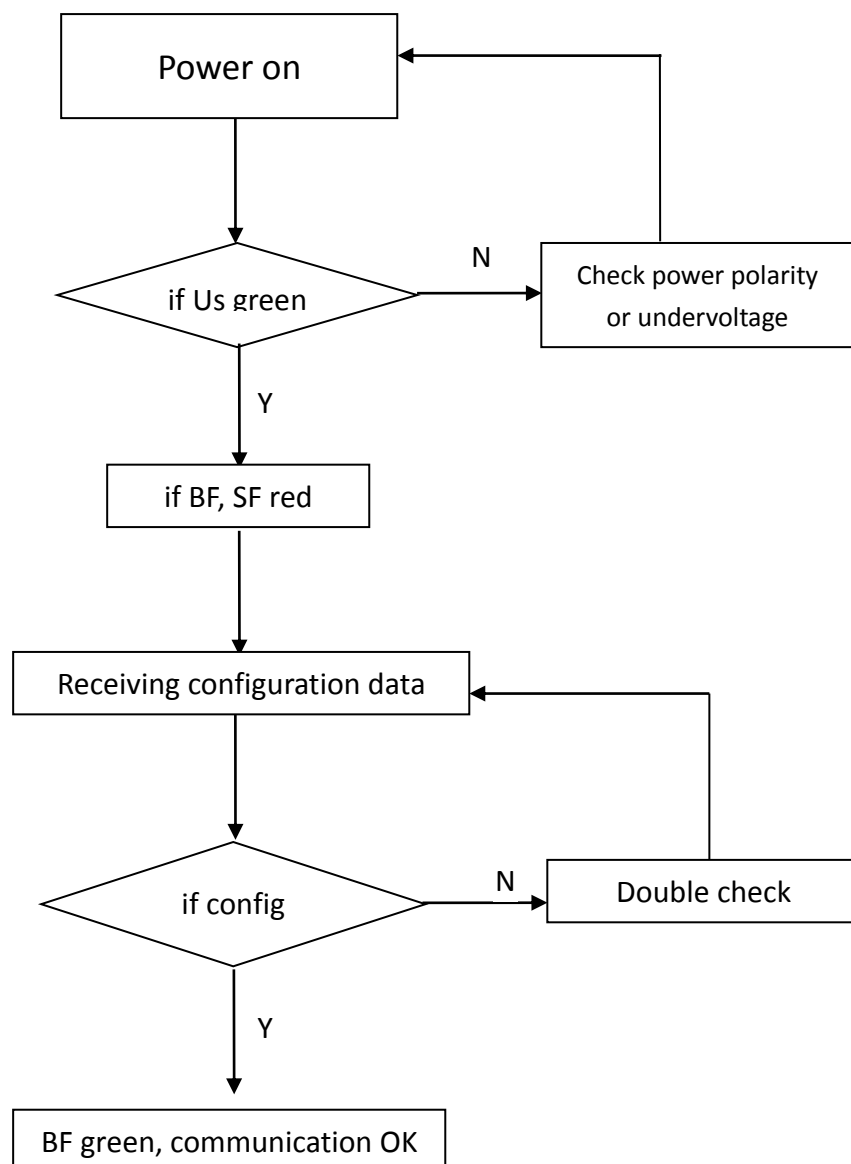 Power on
if Us green
N
Check power polarity
or undervoltage
Y
if BF, SF red
Receiving configuration data
if config
N
Double check
Y
BF green, communication OK